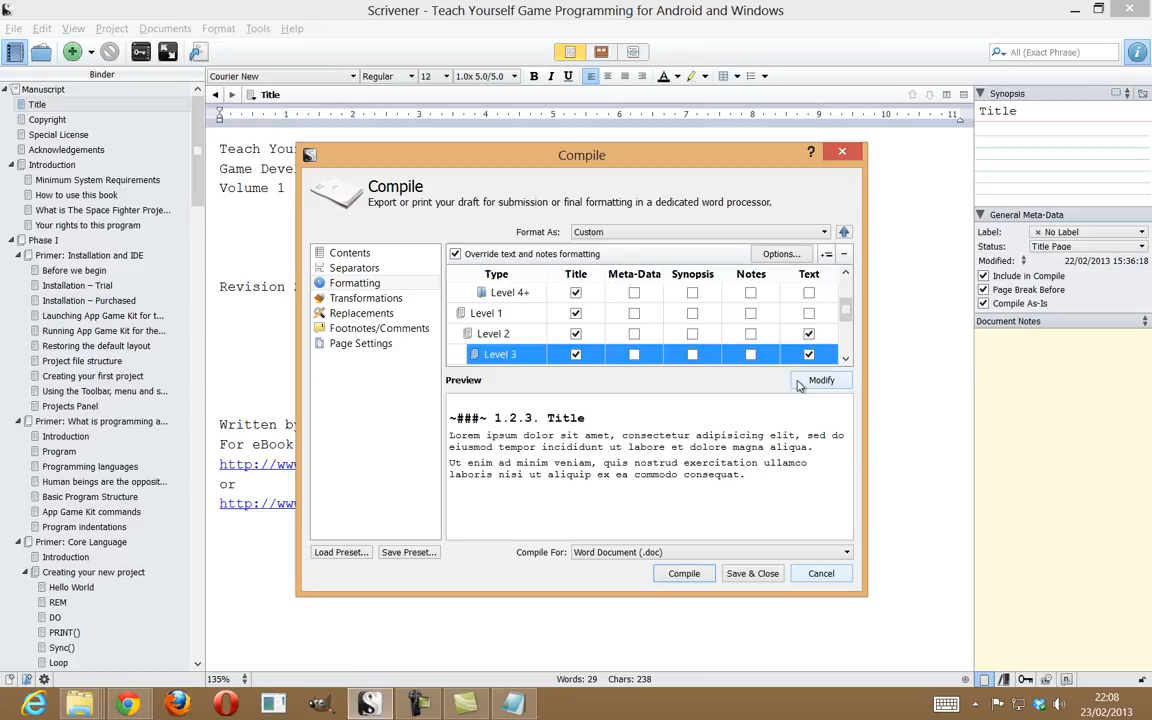 Scrivener - Teach Yourself Game Programming for Android and Windows
File Edit View Project Documents Format Tools Help
All (Exact Phrase)
Binder
Courier New Regular 12 1.0x 5.0/5.0 B I U A
Manuscript
Title
Copyright
Special License
Acknowledgements
Introduction
Minimum System Requirements
How to use this book
What is The Space Fighter Proje...
Your rights to this program
Phase I
Primer: Installation and IDE
Before we begin
Installation – Trial
Installation – Purchased
Launching App Game Kit for t...
Running App Game Kit for the...
Restoring the default layout
Project file structure
Creating your first project
Using the Toolbar, menu and s...
Projects Panel
Primer: What is programming a...
Introduction
Program
Programming languages
Human beings are the opposit...
Basic Program Structure
App Game Kit commands
Program indentations
Primer: Core Language
Introduction
Creating your new project
Hello World
REM
DO
PRINT()
Sync()
Loop
Title
1 2 3 4 5 6 7 8 9 10 11
Teach You
Game Deve
Volume 1
Revision
Written by
For eBook
http://www
or
http://www
Compile
?
Compile
Export or print your draft for submission or final formatting in a dedicated word processor.
Format As: Custom
Contents
Separators
Formatting
Transformations
Replacements
Footnotes/Comments
Page Settings
Override text and notes formatting Options...
Type Title Meta-Data Synopsis Notes Text
Level 4+
Level 1
Level 2
Level 3
Preview Modify
~###~ 1.2.3. Title
Lorem ipsum dolor sit amet, consectetur adipisicing elit, sed do
eiusmod tempor incididunt ut labore et dolore magna aliqua.
Ut enim ad minim veniam, quis nostrud exercitation ullamco
laboris nisi ut aliquip ex ea commodo consequat.
Load Preset... Save Preset... Compile For: Word Document (.doc)
Compile Save & Close Cancel
Synopsis
Title
General Meta-Data
Label: No Label
Status: Title Page
Modified: 22/02/2013 15:36:18
Include in Compile
Page Break Before
Compile As-Is
Document Notes
135% Words: 29 Chars: 238
22:08
23/02/2013